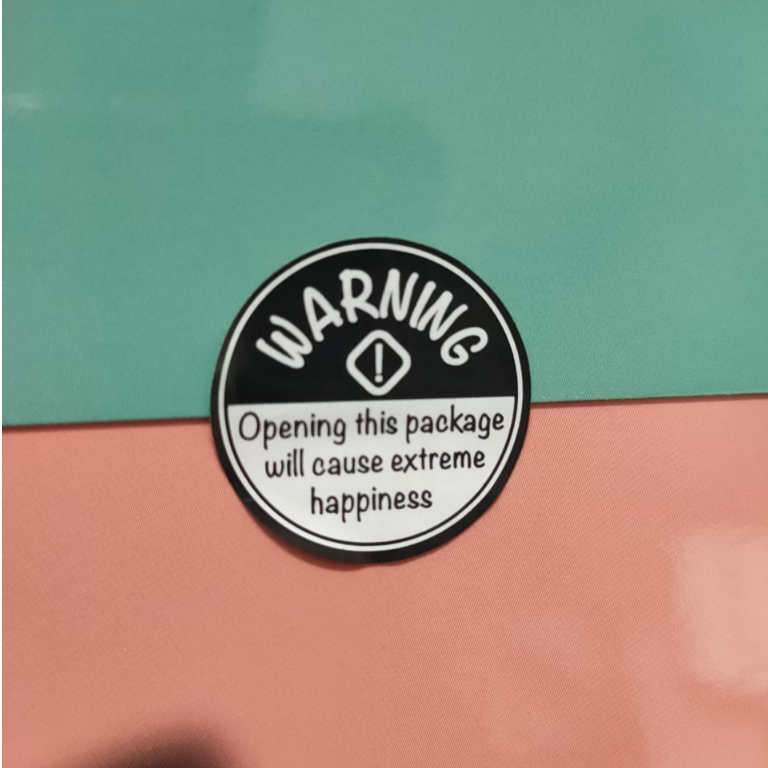 WARNING
!
Opening this package
will cause extreme
happiness